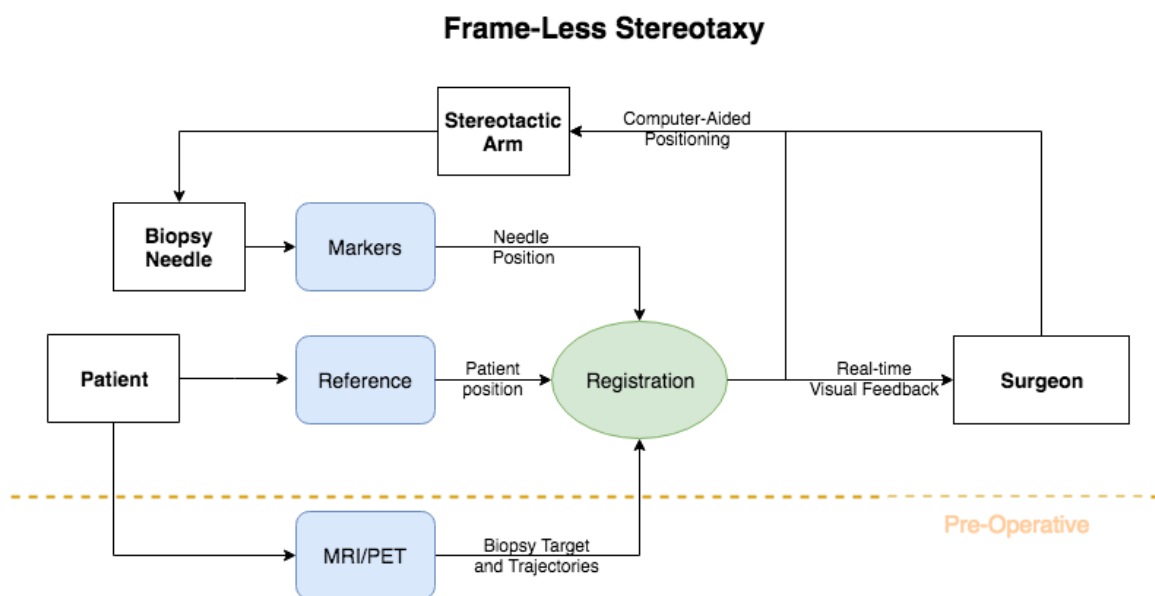 Frame-Less Stereotaxy
Stereotactic
Arm
Computer-Aided
Positioning
Biopsy
Needle
Markers
Needle
Position
Patient
Reference
Patient
position
Registration
Real-time
Visual Feedback
Surgeon
Pre-Operative
MRI/PET
Biopsy Target
and Trajectories